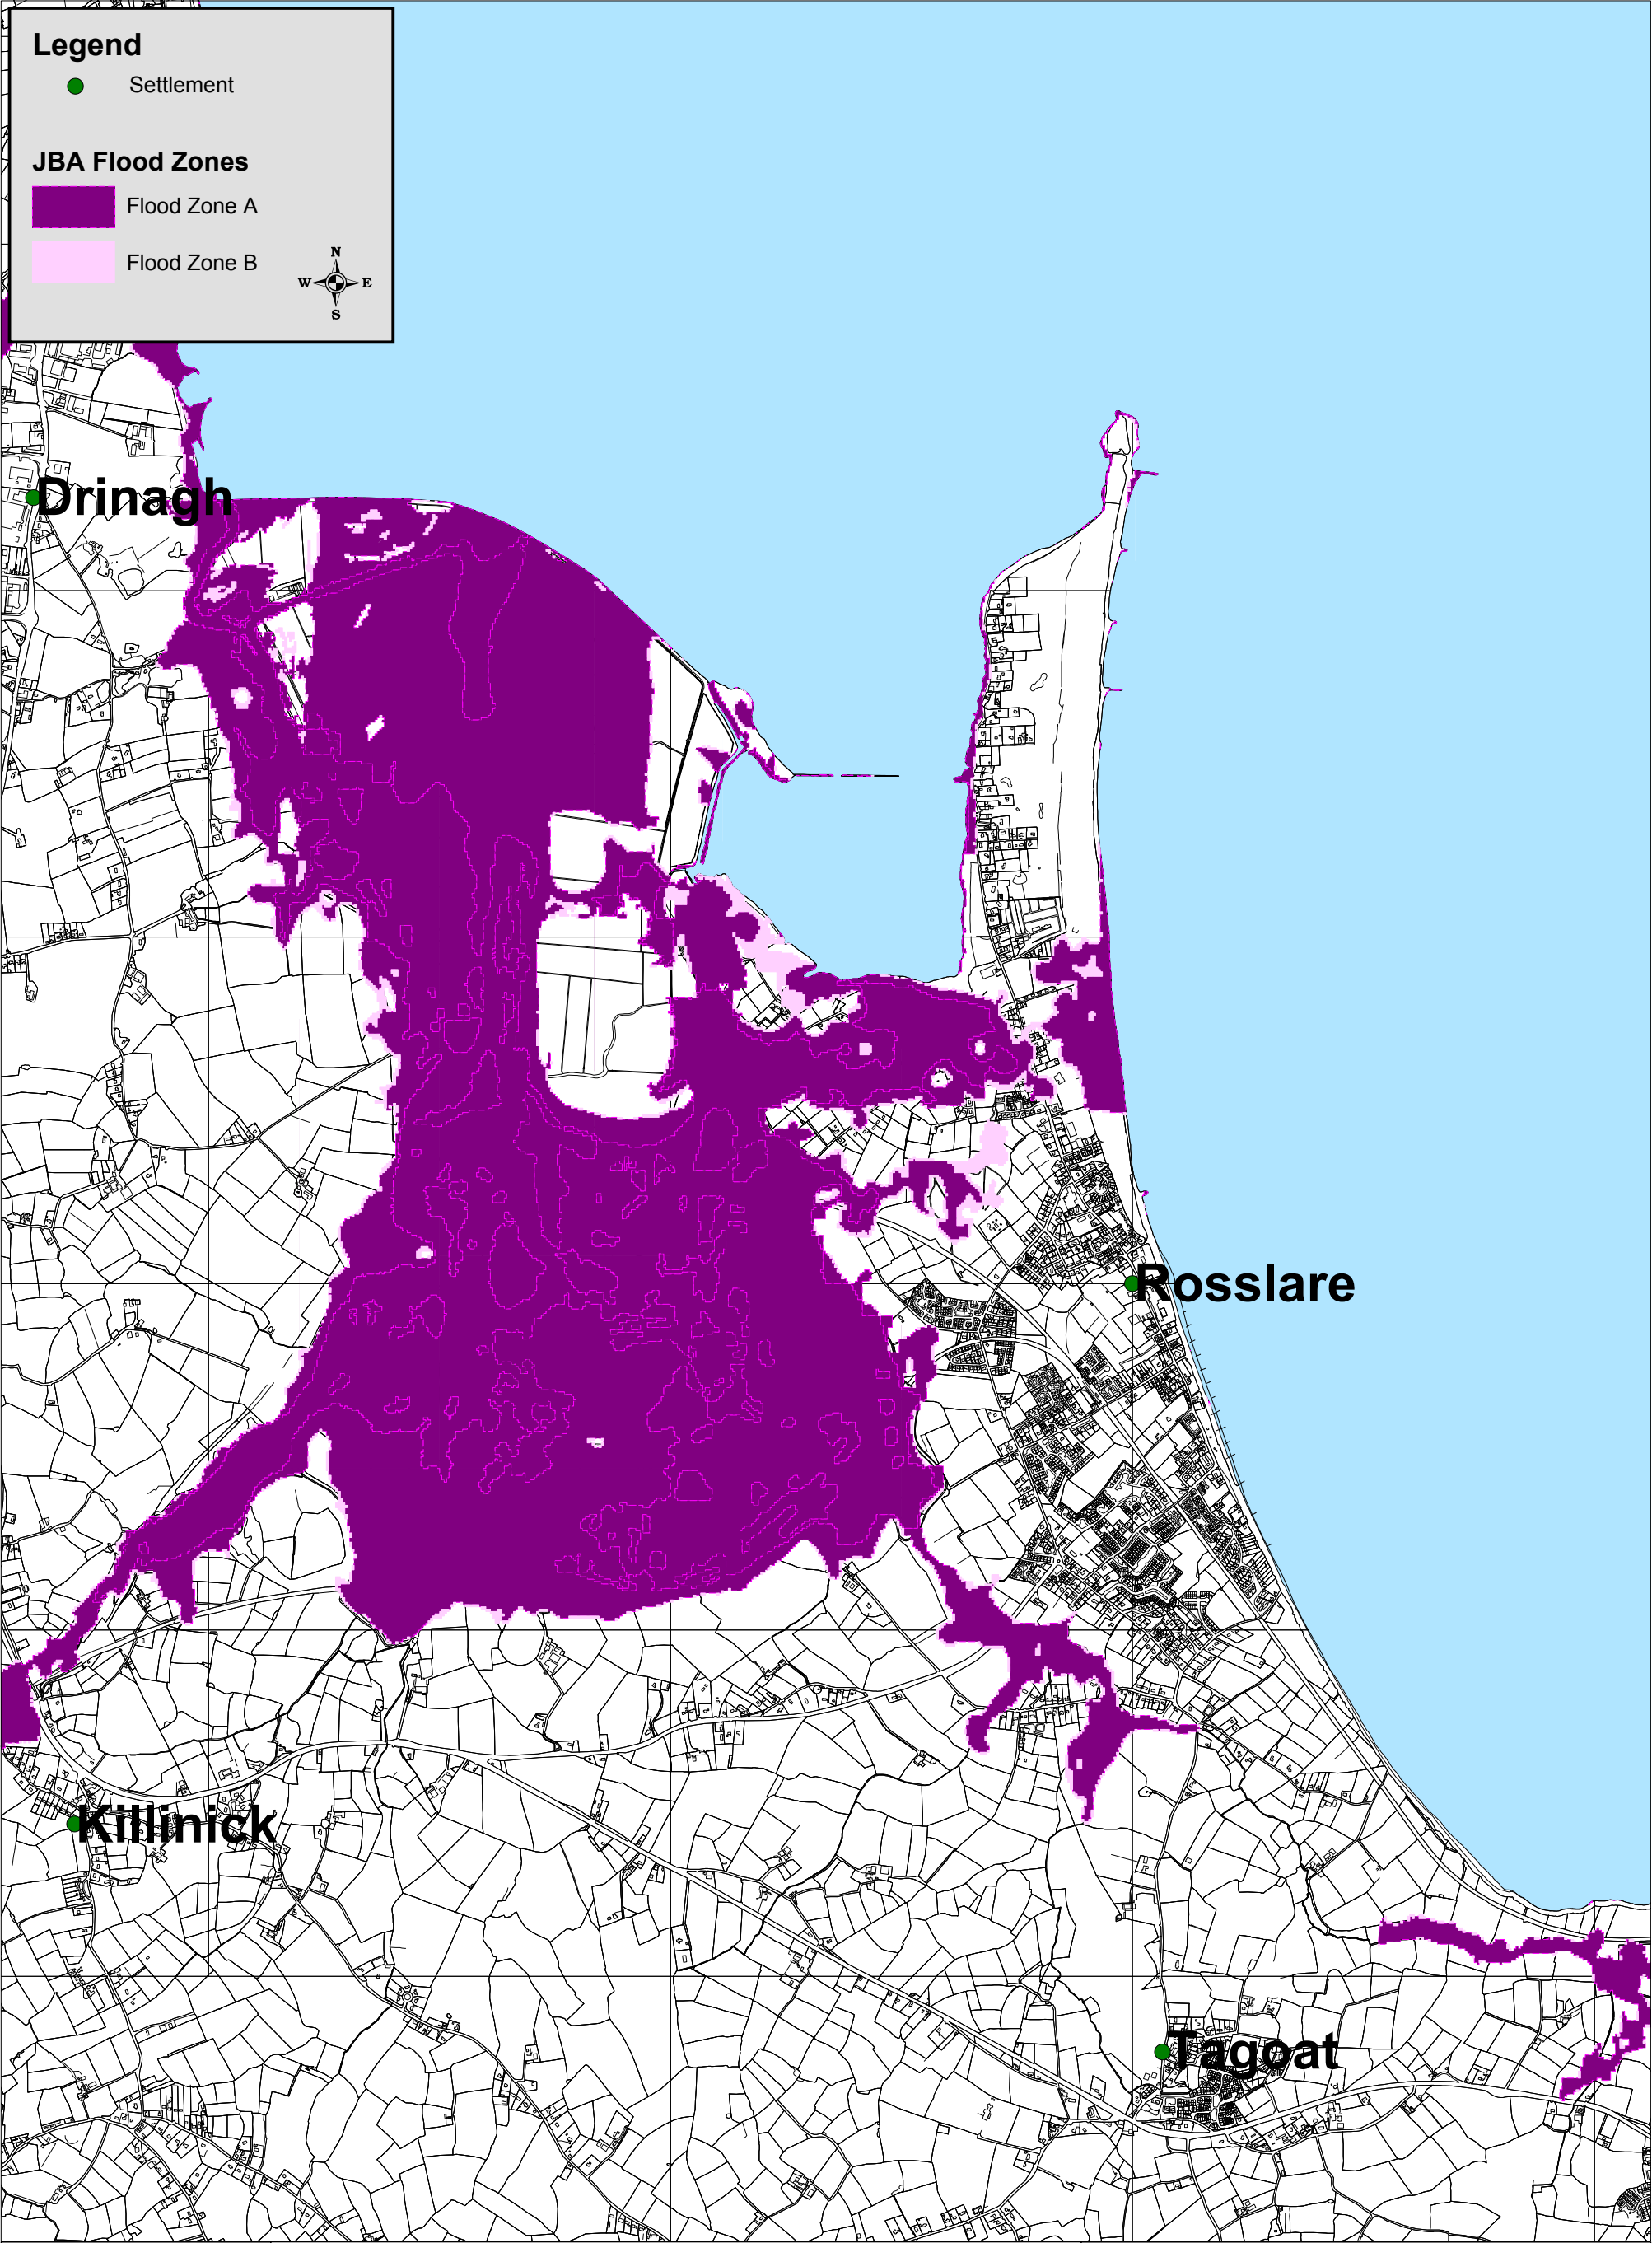 Legend
Settlement
JBA Flood Zones
Flood Zone A
Flood Zone B
N
W E
S
Drinagh
Rosslare
Killinick
Tagoat